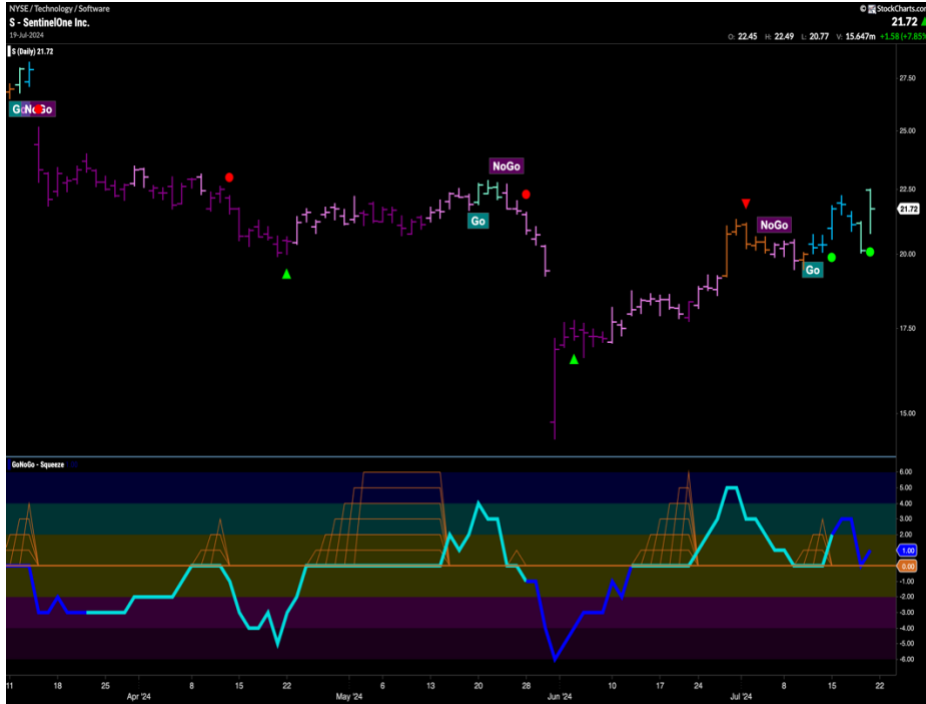 NYSE / Technology / Software
© StockCharts.com
S - SentinelOne Inc.
21.72
19-Jul-2024
O: 22.45 H: 22.49 L: 20.77 V: 15.647m +1.58 (+7.85%
S (Daily) 21.72
27.50
Go NoGo
25.00
NoGo
22.50
21.72
Go
NoGo
20.00
Go
17.50
15.00
GoNoGo - Squeeze
6.00
5.00
4.00
3.00
2.00
1.00
0.00
-1.00
-2.00
-3.00
-4.00
-5.00
-6.00
11 18 25 8 15 22 6 13 20 28 10 17 24 8 15 22
Apr '24 May '24 Jun '24 Jul '24